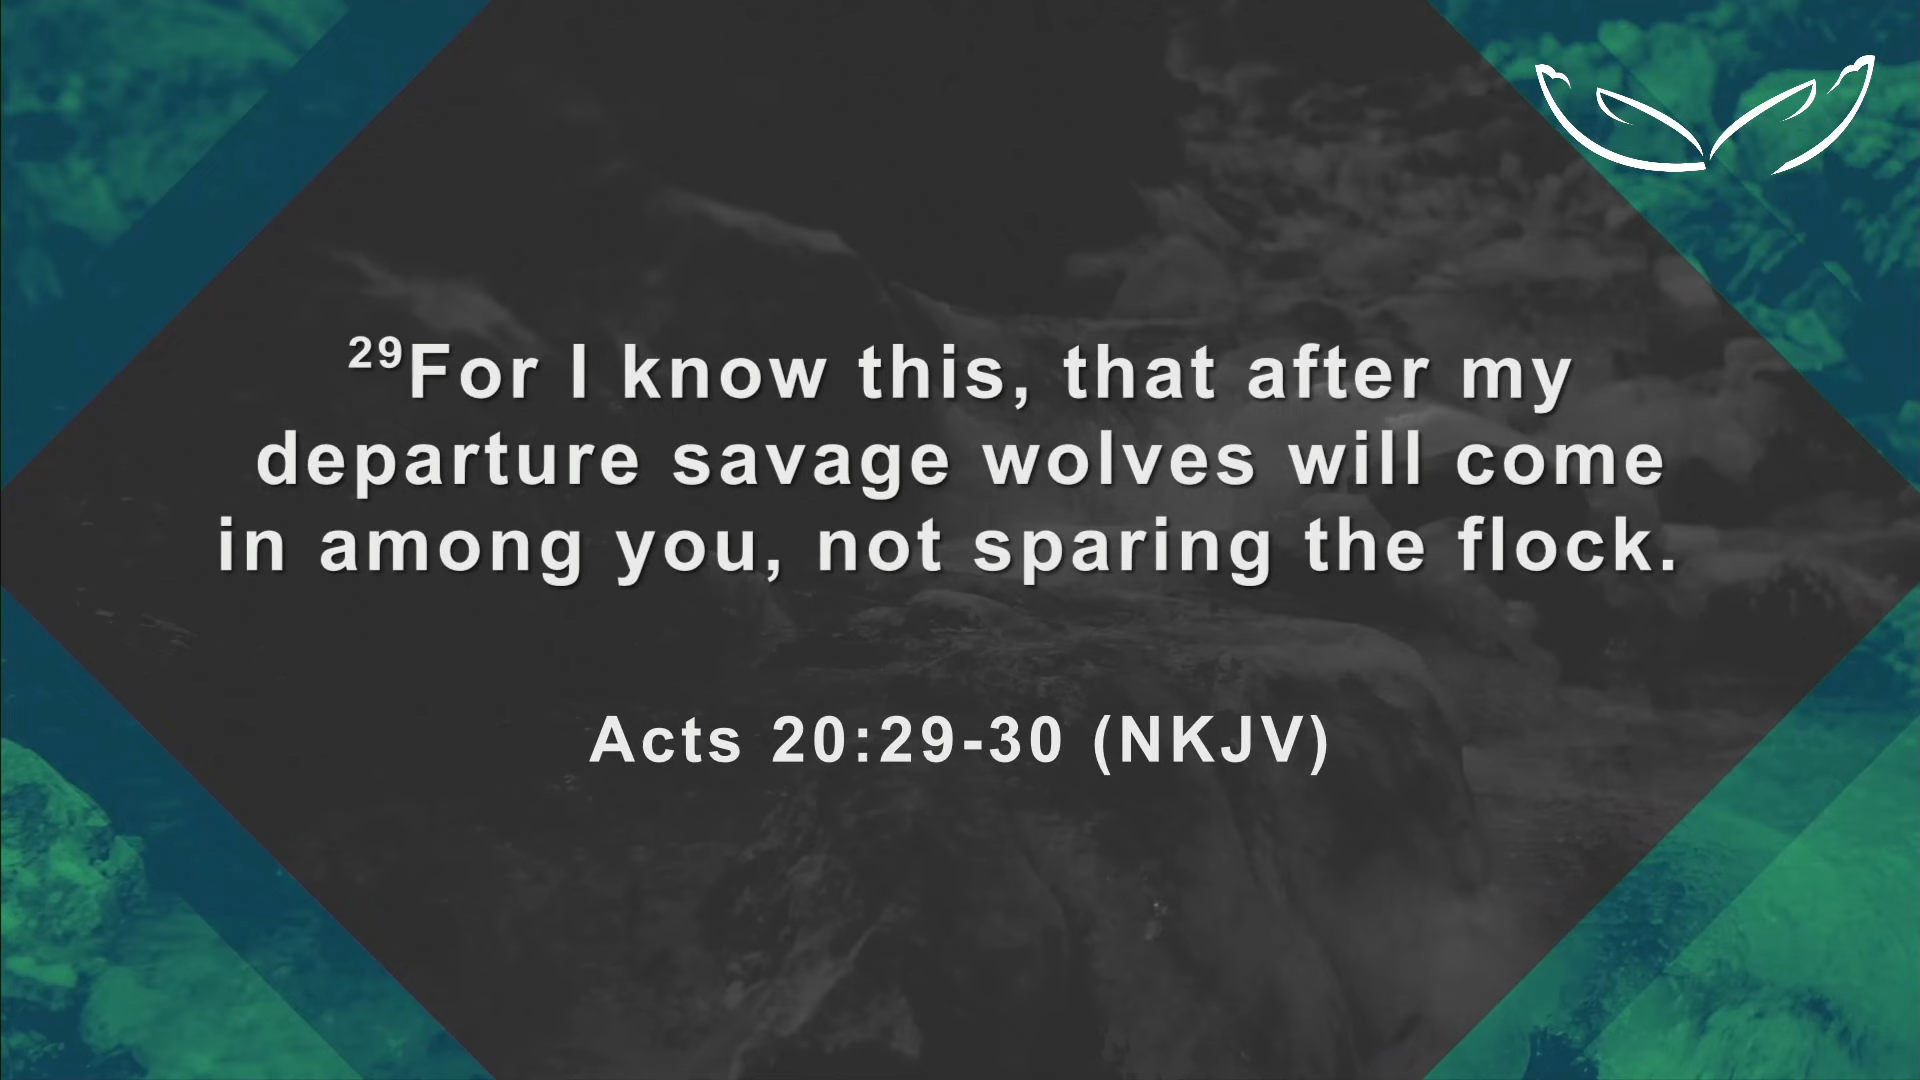 ²⁹For I know this, that after my
departure savage wolves will come
in among you, not sparing the flock.
Acts 20:29-30 (NKJV)